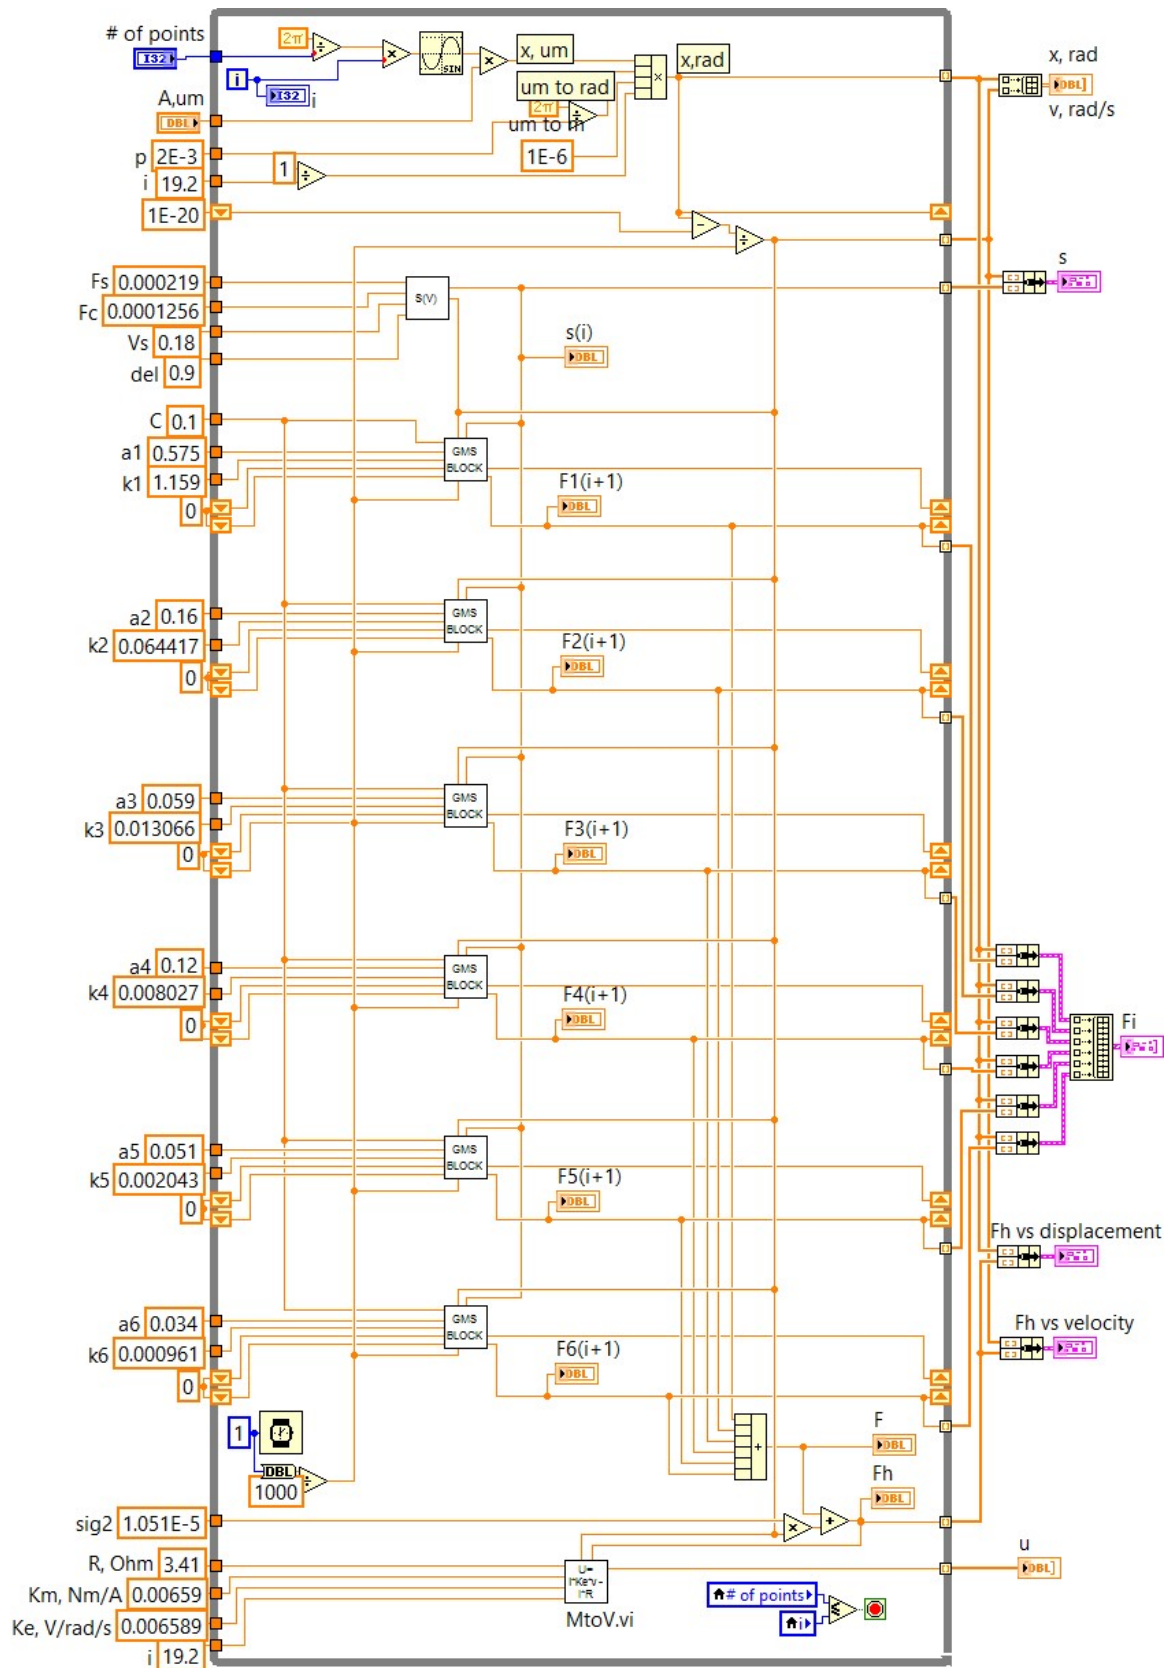 # of points
I32
2π
÷
×
SIN
×
x, um
x,rad
x, rad
DBL
v, rad/s
i
I32
i
um to rad
×
A,um
DBL
2π
÷
um to m
p 2E-3
1E-6
i 19.2
1
÷
1E-20
-
÷
s
Fs 0.000219
Fc 0.0001256
S(V)
Vs 0.18
s(i)
DBL
del 0.9
C 0.1
a1 0.575
GMS
BLOCK
k1 1.159
F1(i+1)
DBL
0
a2 0.16
GMS
BLOCK
k2 0.064417
F2(i+1)
DBL
0
a3 0.059
GMS
BLOCK
k3 0.013066
F3(i+1)
DBL
0
a4 0.12
GMS
BLOCK
k4 0.008027
F4(i+1)
DBL
0
Fi
a5 0.051
GMS
BLOCK
k5 0.002043
F5(i+1)
DBL
0
Fh vs displacement
a6 0.034
GMS
BLOCK
k6 0.000961
Fh vs velocity
F6(i+1)
DBL
0
1
F
DBL
+
DBL
÷
1000
Fh
DBL
sig2 1.051E-5
×
+
R, Ohm 3.41
U=
I*Ke*v-
I*R
u
DBL
Km, Nm/A 0.00659
# of points
MtoV.vi
Ke, V/rad/s 0.006589
i
i 19.2